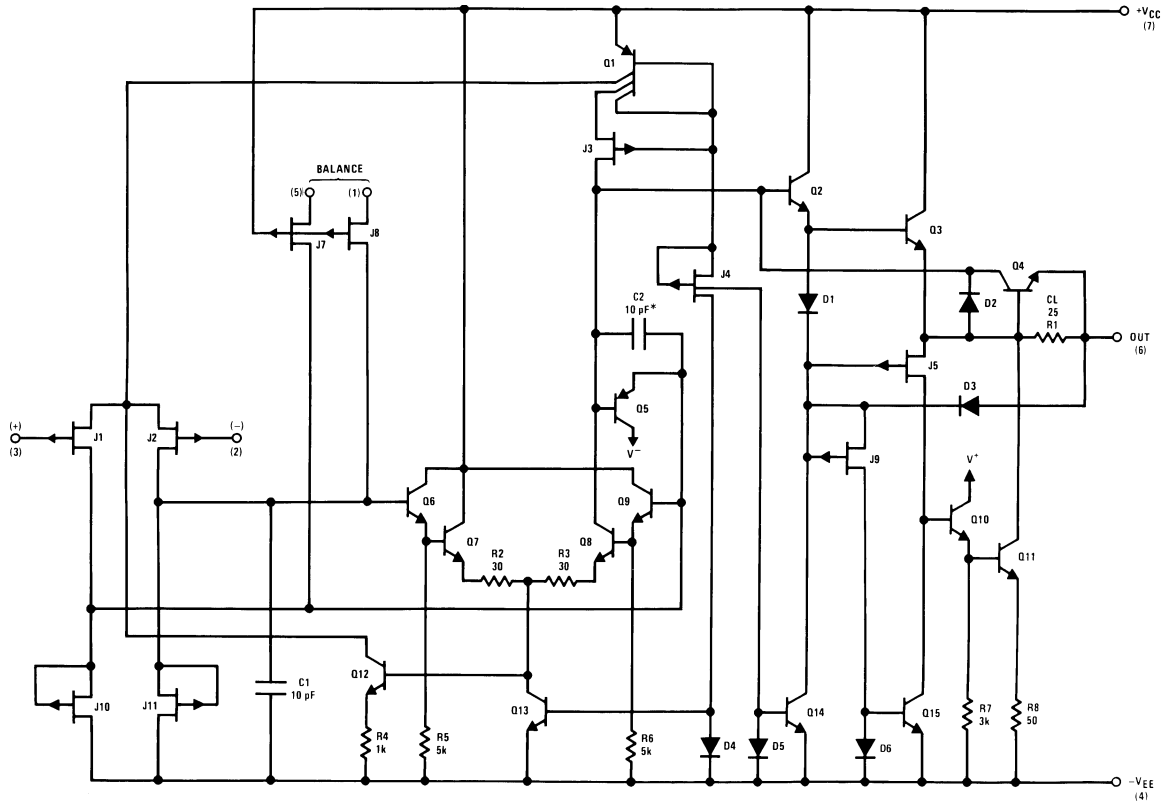 +VCC
(7)
Q1
J3
BALANCE
(5)
(1)
J7
J8
Q2
Q3
J4
Q4
D1
D2
CL
25
R1
OUT
(6)
C2
10 pF*
J5
D3
Q5
V−
(+)
(3)
J1
J2
(−)
(2)
J9
V+
Q6
Q7
Q8
Q9
Q10
Q11
R2
30
R3
30
J10
J11
C1
10 pF
Q12
Q13
Q14
Q15
R4
1k
R5
5k
R6
5k
D4
D5
D6
R7
3k
R8
50
−VEE
(4)